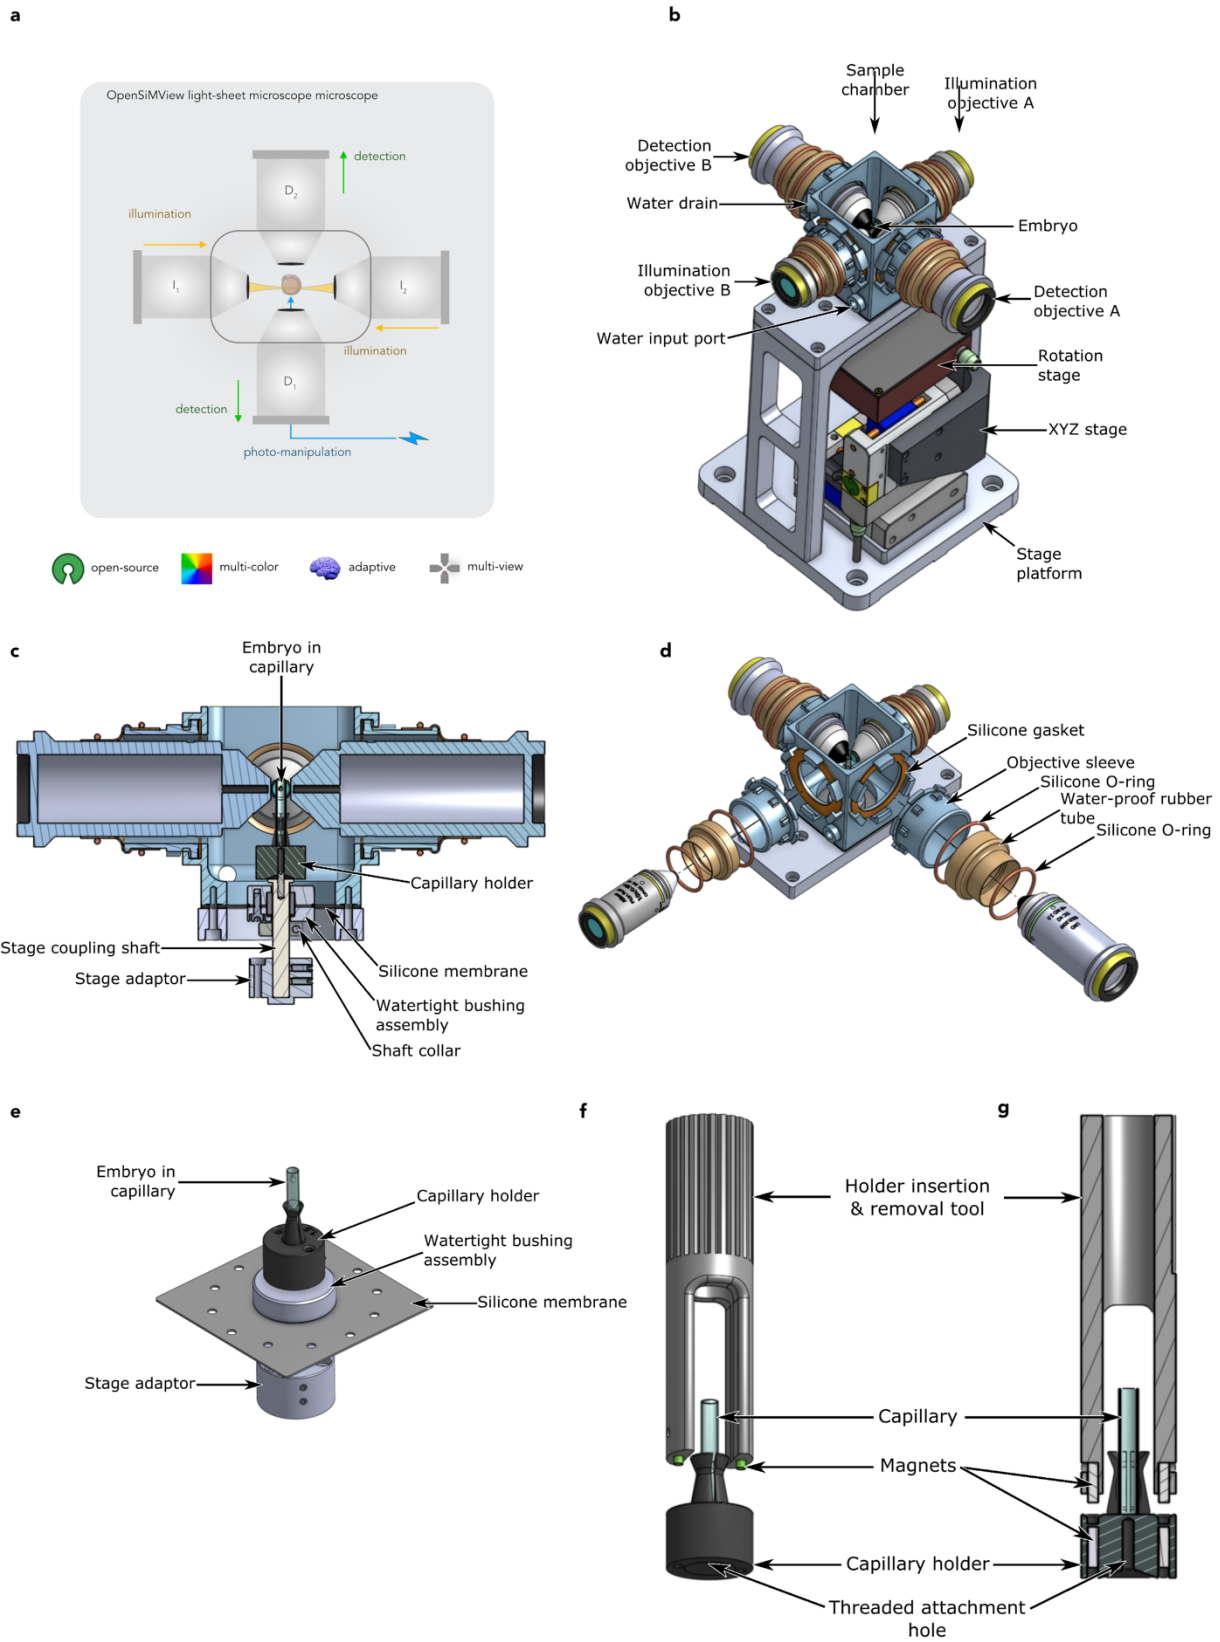 a
OpenSiMView light-sheet microscope microscope
detection
D2
illumination
I1
I2
illumination
D1
detection
photo-manipulation
open-source
multi-color
adaptive
multi-view
b
Sample
chamber
Illumination
objective A
Detection
objective B
Water drain
Embryo
Illumination
objective B
Detection
objective A
Water input port
Rotation
stage
XYZ stage
Stage
platform
c
Embryo in
capillary
Capillary holder
Stage coupling shaft
Silicone membrane
Stage adaptor
Watertight bushing
assembly
Shaft collar
d
Silicone gasket
Objective sleeve
Silicone O-ring
Water-proof rubber
tube
Silicone O-ring
e
Embryo in
capillary
Capillary holder
Watertight bushing
assembly
Silicone membrane
Stage adaptor
f
g
Holder insertion
& removal tool
Capillary
Magnets
Capillary holder
Threaded attachment
hole